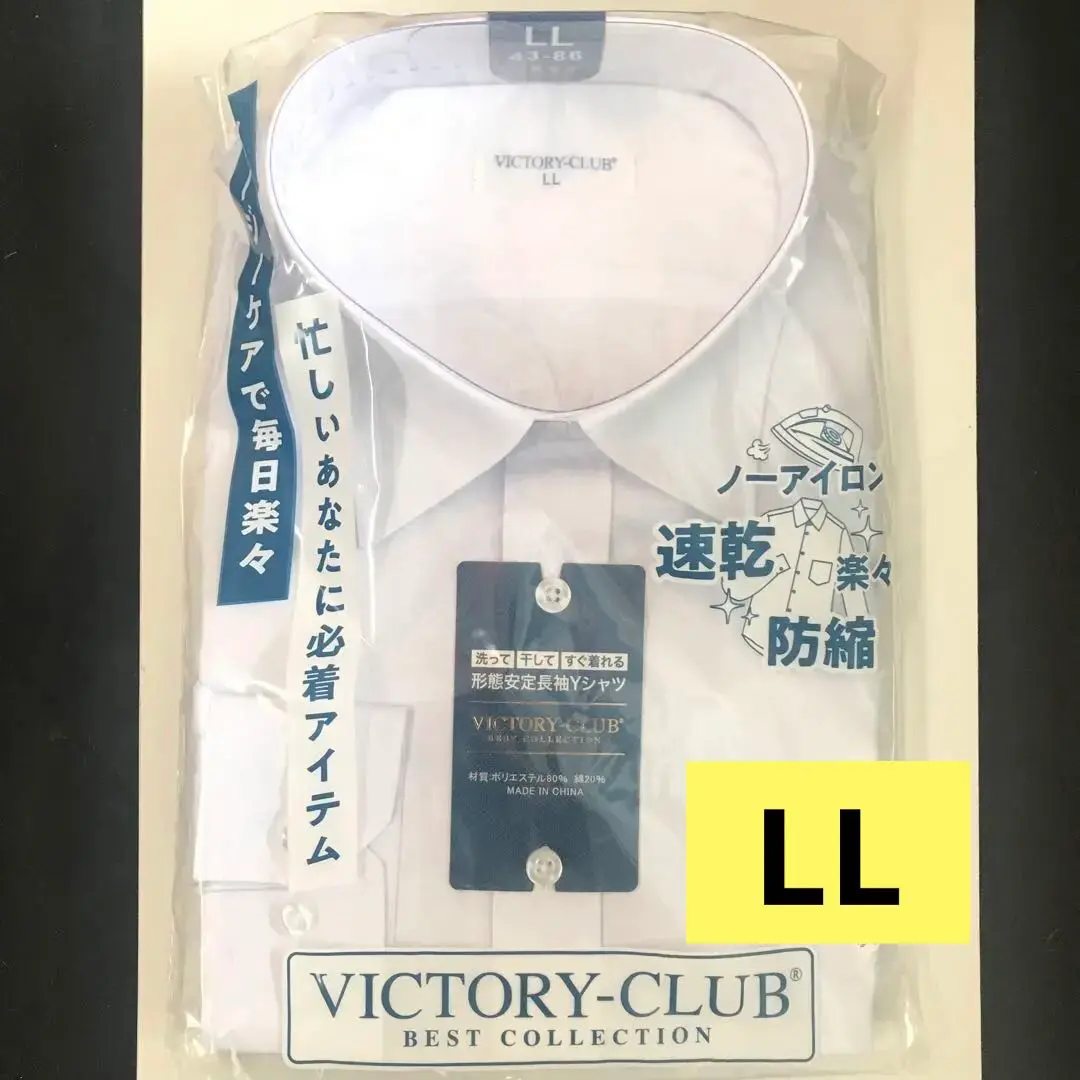 LL
43-86
VICTORY-CLUB®
LL
イージーケアで毎日楽々
忙しいあなたに必着アイテム
ノーアイロン
速乾
楽々
防縮
洗って 干して すぐ着れる
形態安定長袖Yシャツ
VICTORY-CLUB®
BEST COLLECTION
材質:ポリエステル80% 綿20%
MADE IN CHINA
LL
VICTORY-CLUB®
BEST COLLECTION